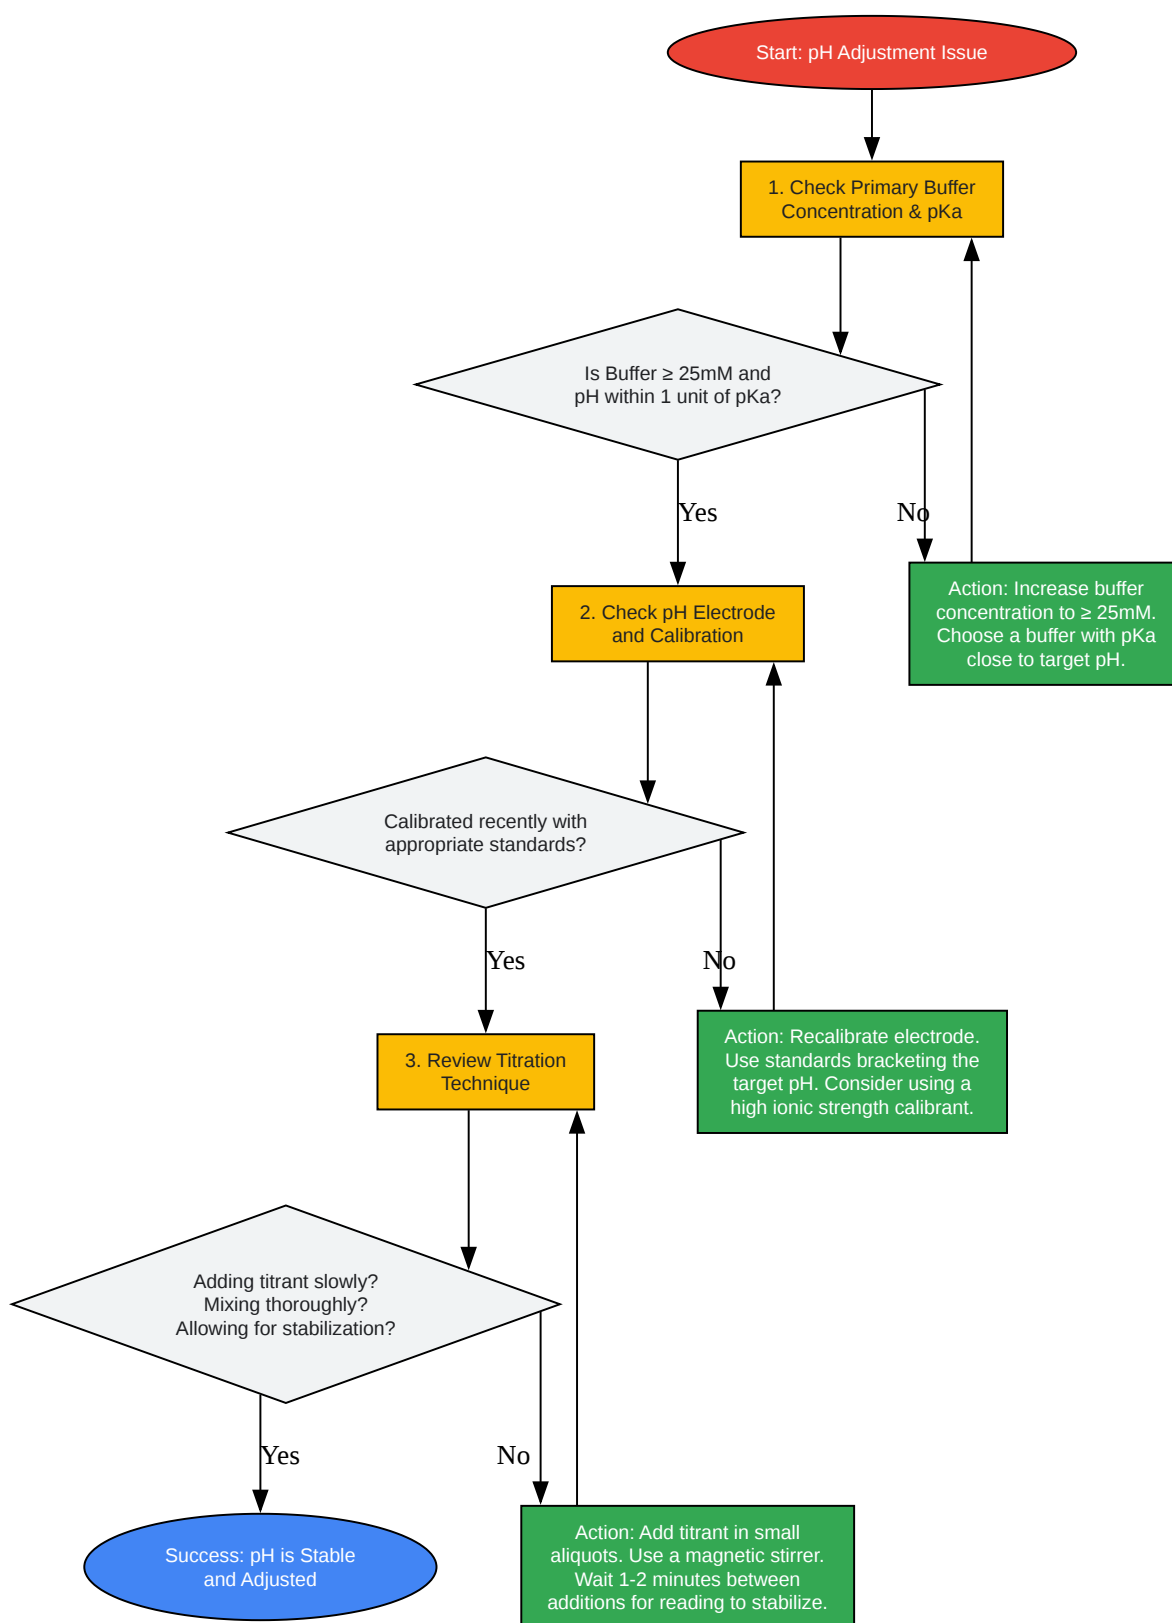 Start: pH Adjustment Issue
1. Check Primary Buffer
Concentration & pKa
Is Buffer ≥ 25mM and
pH within 1 unit of pKa?
Yes
No
Action: Increase buffer
concentration to ≥ 25mM.
Choose a buffer with pKa
close to target pH.
2. Check pH Electrode
and Calibration
Calibrated recently with
appropriate standards?
Yes
No
Action: Recalibrate electrode.
Use standards bracketing the
target pH. Consider using a
high ionic strength calibrant.
3. Review Titration
Technique
Adding titrant slowly?
Mixing thoroughly?
Allowing for stabilization?
Yes
No
Success: pH is Stable
and Adjusted
Action: Add titrant in small
aliquots. Use a magnetic stirrer.
Wait 1-2 minutes between
additions for reading to stabilize.